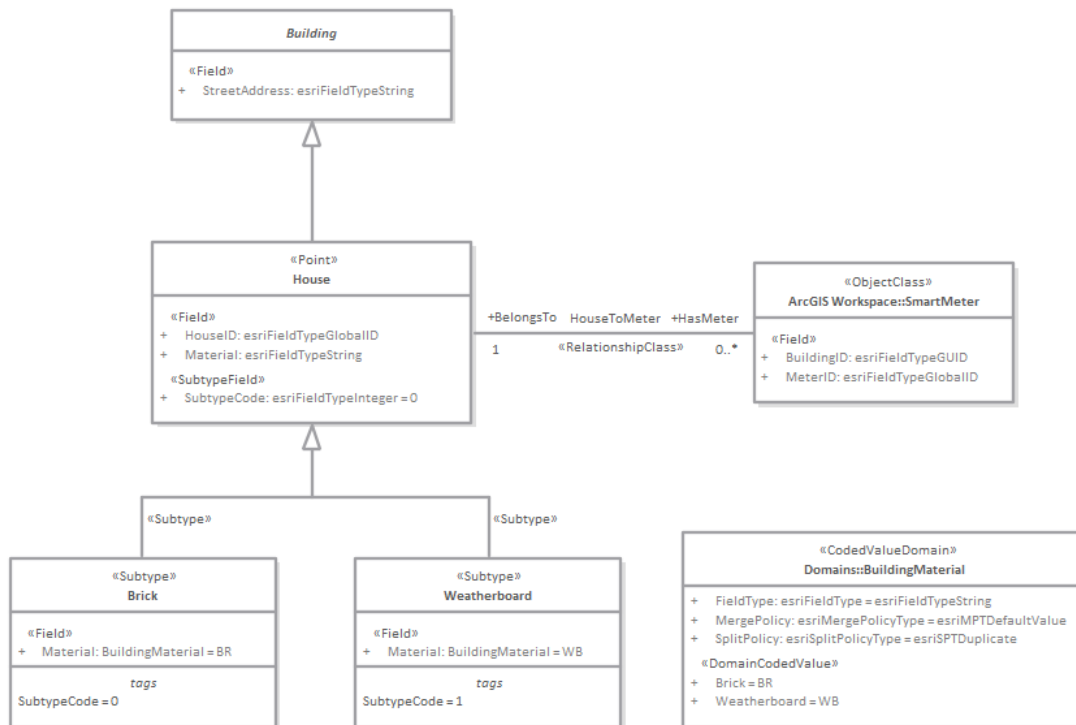 Building
«Field»
+ StreetAddress: esriFieldTypeString
«Point»
House
«Field»
+ HouseID: esriFieldTypeGlobalID
+ Material: esriFieldTypeString
«SubtypeField»
+ SubtypeCode: esriFieldTypeInteger = 0
+BelongsTo HouseToMeter +HasMeter
1 «RelationshipClass» 0..*
«ObjectClass»
ArcGIS Workspace::SmartMeter
«Field»
+ BuildingID: esriFieldTypeGUID
+ MeterID: esriFieldTypeGlobalID
«Subtype»
«Subtype»
«Subtype»
Brick
«Field»
+ Material: BuildingMaterial = BR
tags
SubtypeCode = 0
«Subtype»
Weatherboard
«Field»
+ Material: BuildingMaterial = WB
tags
SubtypeCode = 1
«CodedValueDomain»
Domains::BuildingMaterial
+ FieldType: esriFieldType = esriFieldTypeString
+ MergePolicy: esriMergePolicyType = esriMPTDefaultValue
+ SplitPolicy: esriSplitPolicyType = esriSPTDuplicate
«DomainCodedValue»
+ Brick = BR
+ Weatherboard = WB